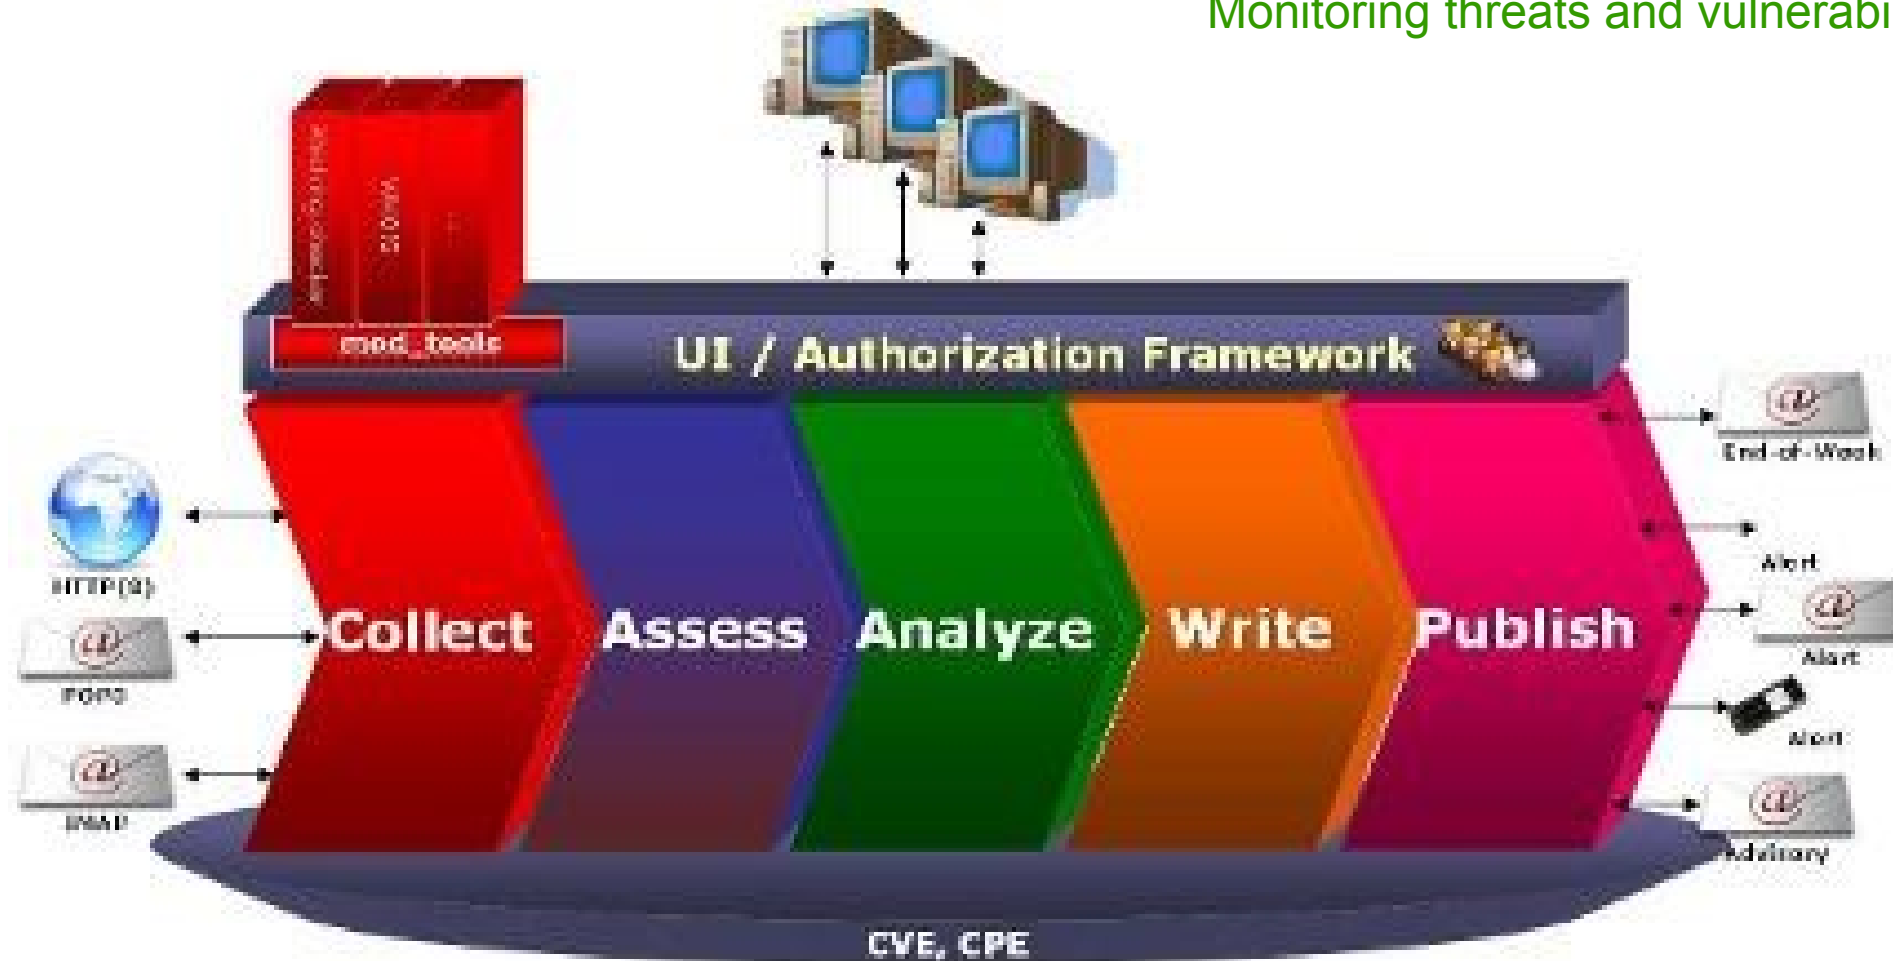 Monitoring threats and vulnerabi
mod_tools
UI / Authorization Framework
End-of-Week
HTTP(S)
Alert
Collect
Assess
Analyze
Write
Publish
Alert
POP3
Alert
IMAP
Advisory
CVE, CPE